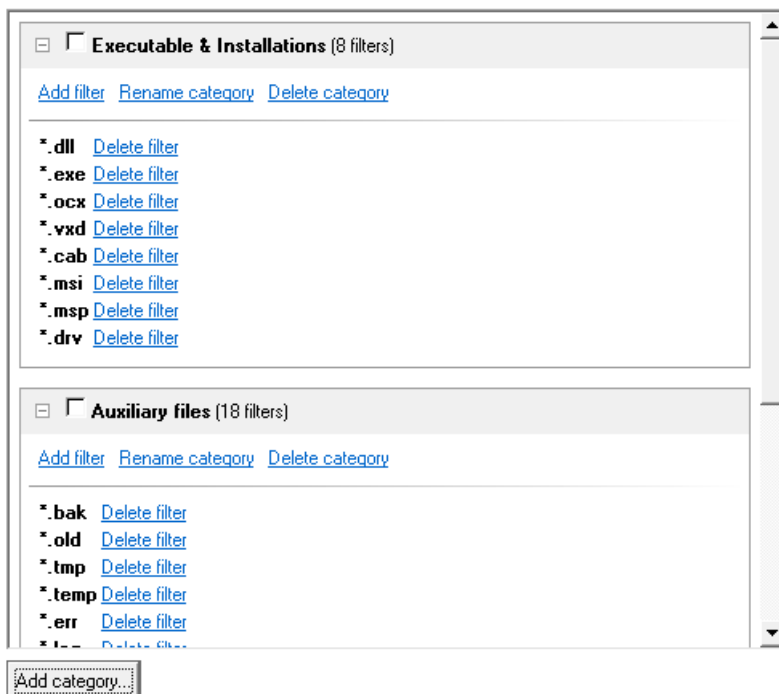 Executable & Installations (8 filters)
Add filter Rename category Delete category
*.dll Delete filter
*.exe Delete filter
*.ocx Delete filter
*.vxd Delete filter
*.cab Delete filter
*.msi Delete filter
*.msp Delete filter
*.drv Delete filter
Auxiliary files (18 filters)
Add filter Rename category Delete category
*.bak Delete filter
*.old Delete filter
*.tmp Delete filter
*.temp Delete filter
*.err Delete filter
Add category...